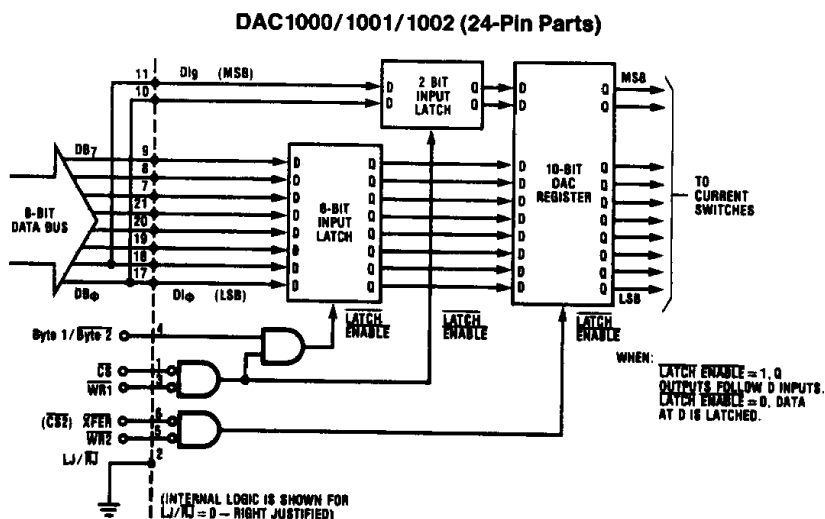 DAC1000/1001/1002 (24-Pin Parts)
11 DI9 (MSB)
10
2 BIT
INPUT
LATCH
D Q
D Q
D Q MSB
D Q
DB7 9
8
7
21
20
19
18
17
DBΦ DIΦ (LSB)
8-BIT
DATA BUS
8-BIT
INPUT
LATCH
D Q
D Q
D Q
D Q
D Q
D Q
D Q
D Q
10-BIT
DAC
REGISTER
D Q
D Q
D Q
D Q
D Q
D Q
D Q
D Q
LSB
TO
CURRENT
SWITCHES
LATCH
ENABLE
LATCH
ENABLE
LATCH
ENABLE
Byte 1/Byte 2 4
CS 1
WR1 3
(CS2) XFER 6
WR2 5
LJ/RJ 2
WHEN:
LATCH ENABLE = 1, Q
OUTPUTS FOLLOW D INPUTS.
LATCH ENABLE = 0, DATA
AT D IS LATCHED.
(INTERNAL LOGIC IS SHOWN FOR
LJ/RJ = 0 – RIGHT JUSTIFIED)